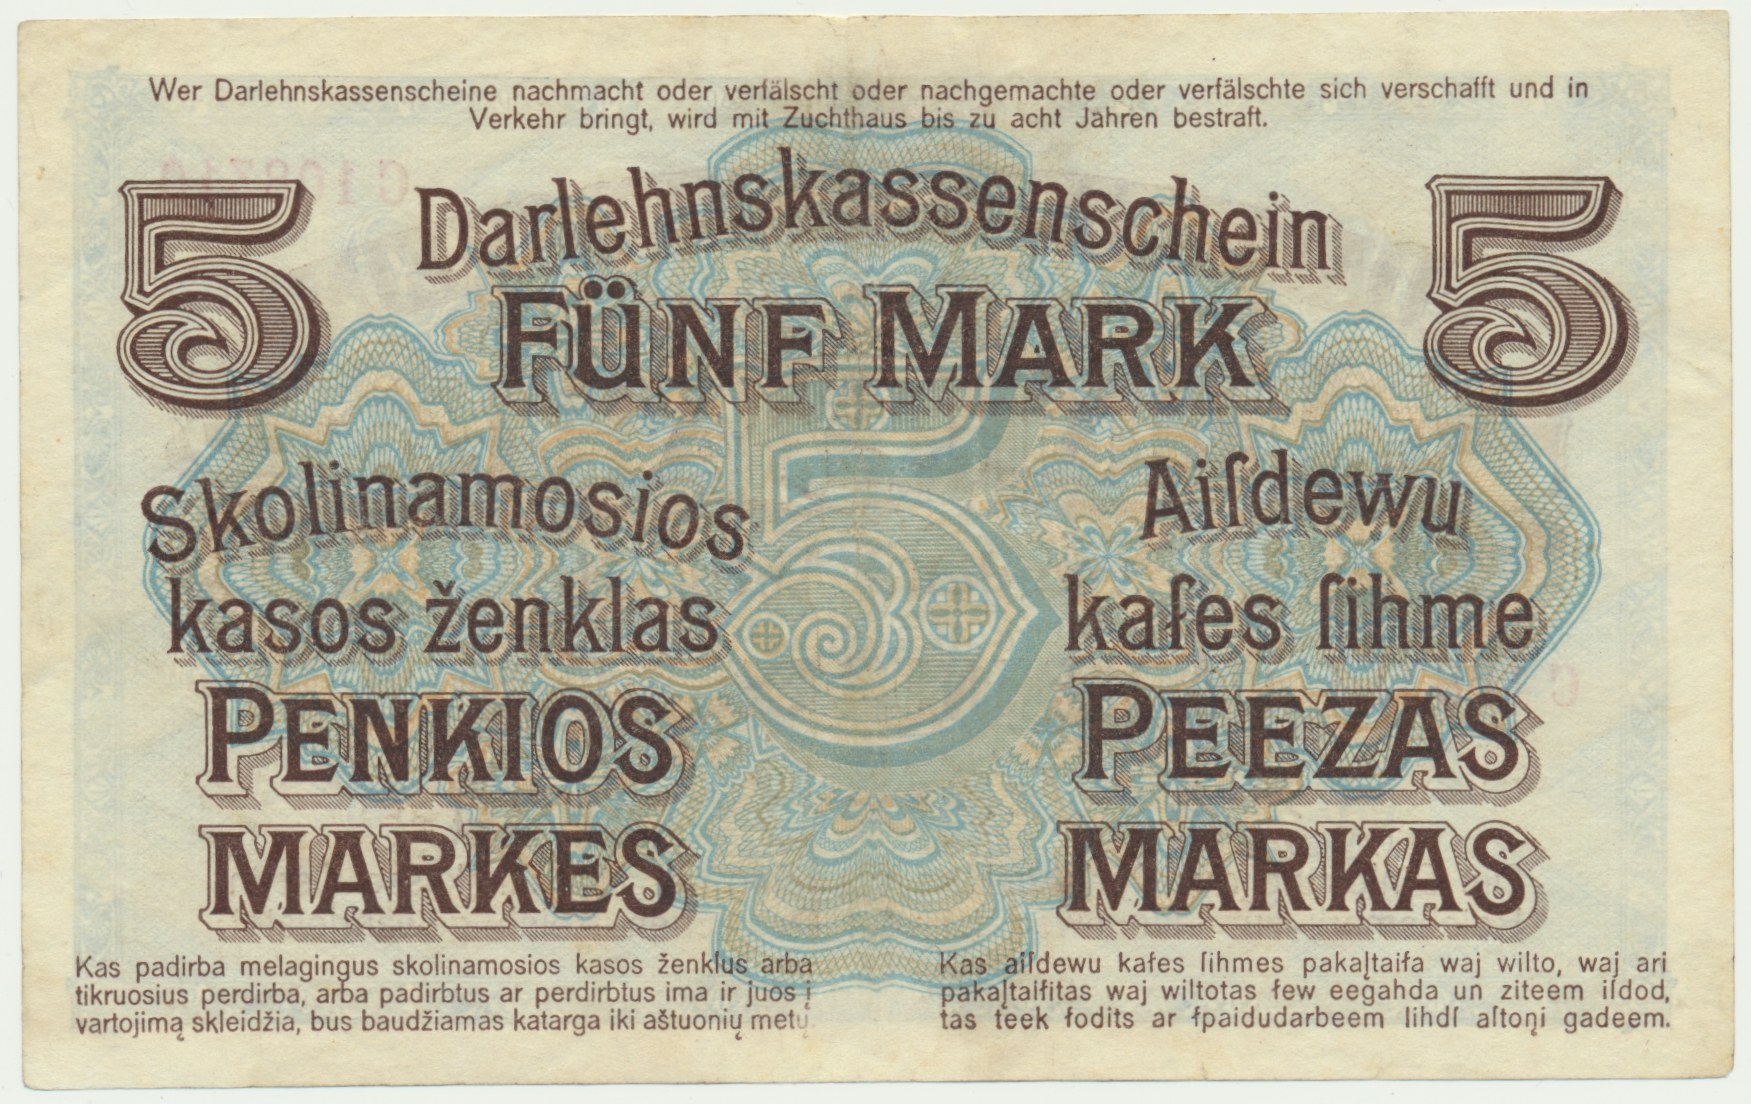 Wer Darlehnskassenscheine nachmacht oder verfälscht oder nachgemachte oder verfälschte sich verschafft und in
Verkehr bringt, wird mit Zuchthaus bis zu acht Jahren bestraft.
5 Darlehnskassenschein 5
FÜNF MARK
5
Skolinamosios
kasos ženklas
PENKIOS
MARKES
Kas padirba melagingus skolinamosios kasos ženklus arba
tikruosius perdirba, arba padirbtus ar perdirbtus ima ir juos į
vartojimą skleidžia, bus baudžiamas katarga iki aštuonių metų.
Aiſdewu
kaſes ſihme
PEEZAS
MARKAS
Kas aiſdewu kaſes ſihmes pakaļtaiſa waj wilto, waj ari
pakaļtaiſitas waj wiltotas ſew eegahda un ziteem iſdod,
tas teek ſodits ar ſpaidudarbeem lihdſ aſtoņi gadeem.